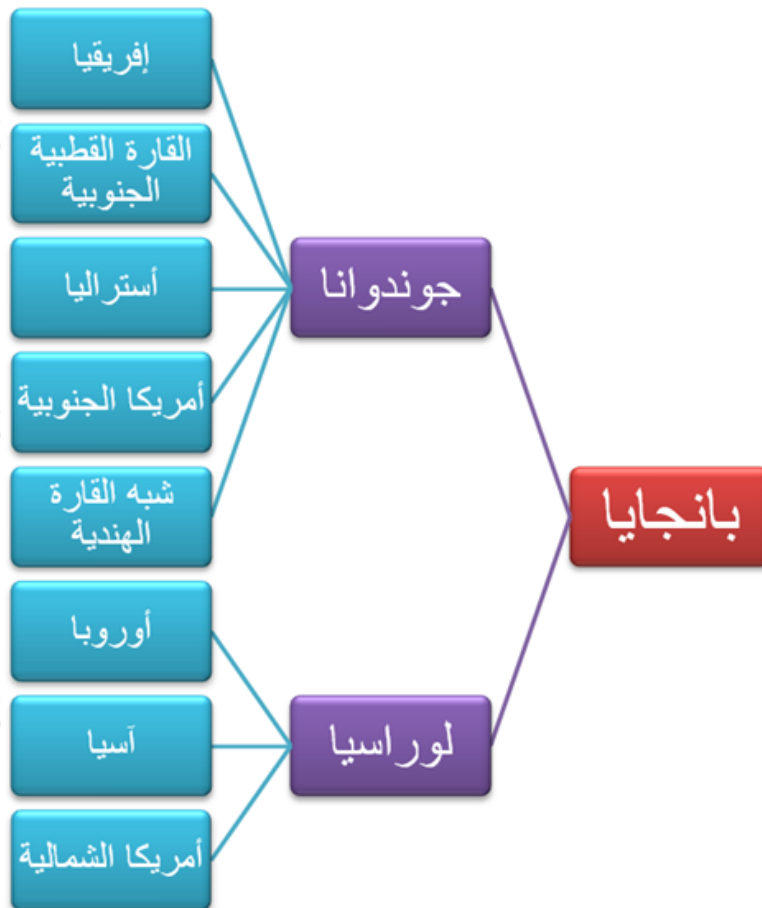 بانجايا
جوندوانا
إفريقيا
القارة القطبية
الجنوبية
أستراليا
أمريكا الجنوبية
شبه القارة
الهندية
لوراسيا
أوروبا
آسيا
أمريكا الشمالية